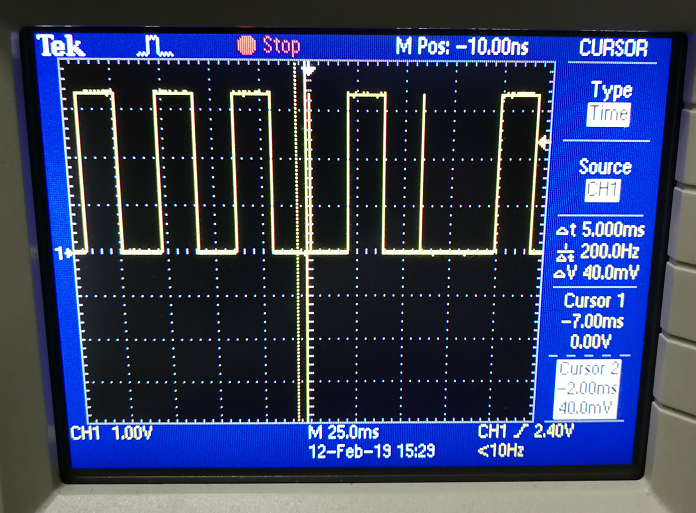 Tek Stop M Pos: -10.00ns CURSOR
Type
Time
Source
CH1
Δt 5.000ms
1/Δt 200.0Hz
ΔV 40.0mV
Cursor 1
-7.00ms
0.00V
Cursor 2
-2.00ms
40.0mV
1
CH1 1.00V M 25.0ms CH1 2.40V
12-Feb-19 15:29 <10Hz